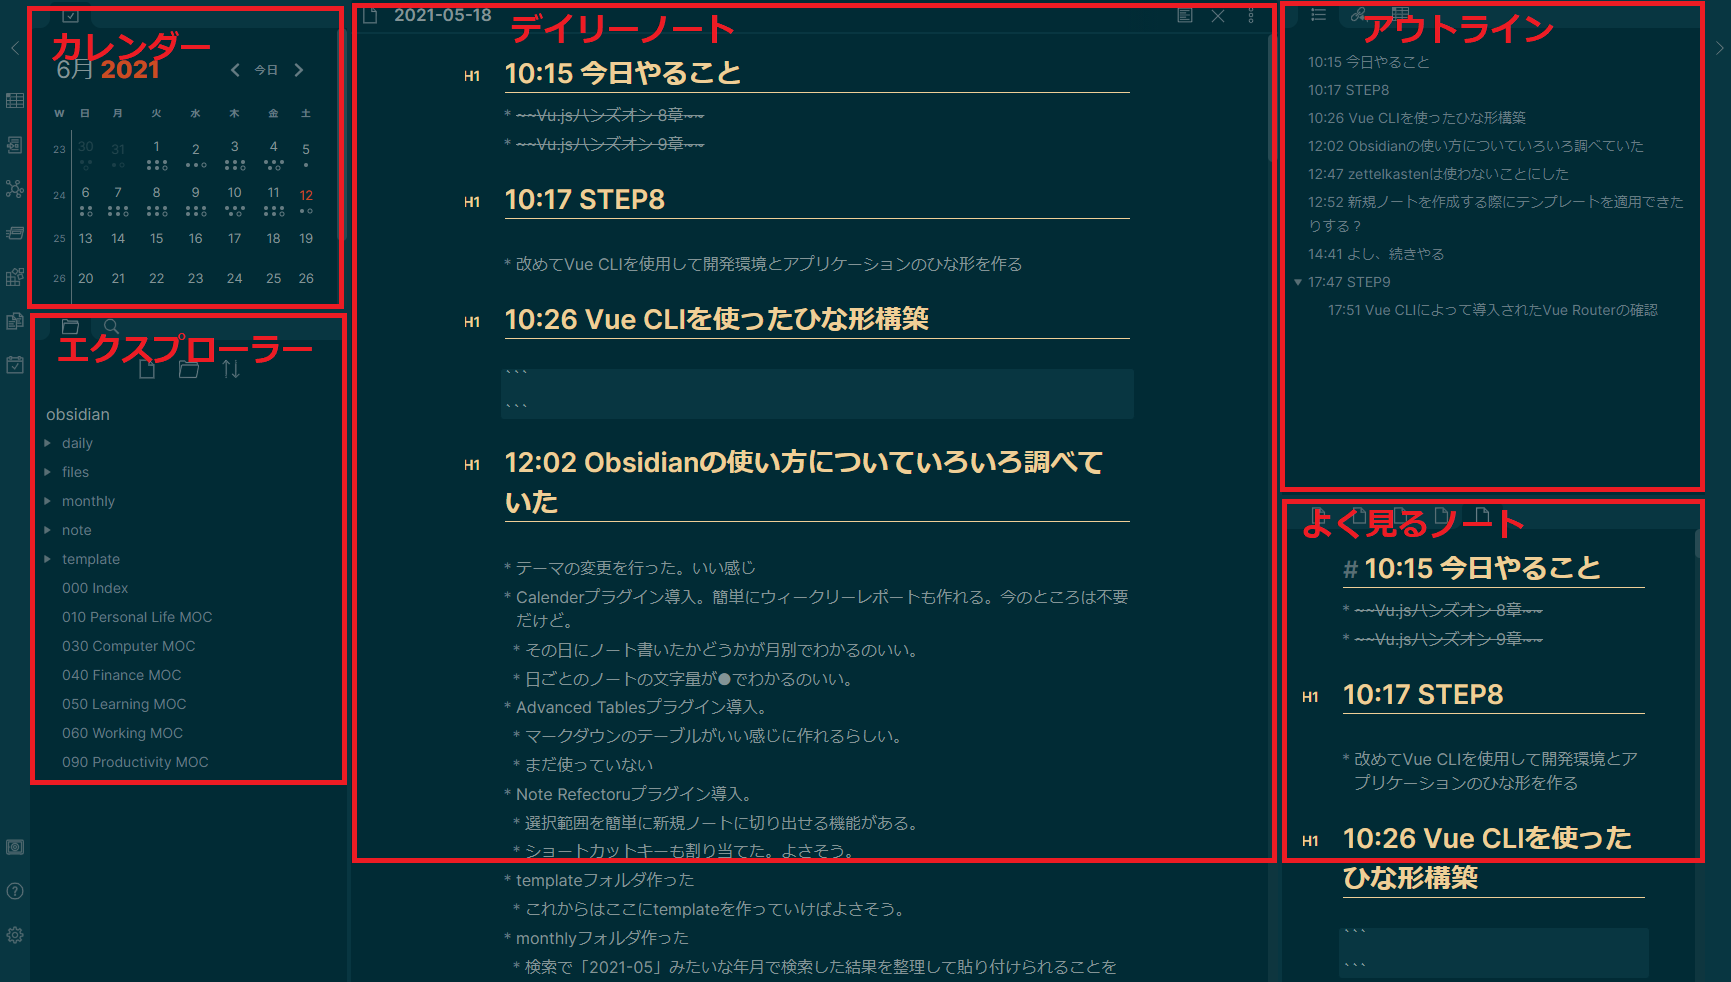 カレンダー
6月 2021
今日
W 日 月 火 水 木 金 土
23 30 31 1 2 3 4 5
24 6 7 8 9 10 11 12
25 13 14 15 16 17 18 19
26 20 21 22 23 24 25 26
エクスプローラー
obsidian
daily
files
monthly
note
template
000 Index
010 Personal Life MOC
030 Computer MOC
040 Finance MOC
050 Learning MOC
060 Working MOC
090 Productivity MOC
2021-05-18
デイリーノート
H1 10:15 今日やること
* ~~Vu.jsハンズオン 8章~~
* ~~Vu.jsハンズオン 9章~~
H1 10:17 STEP8
* 改めてVue CLIを使用して開発環境とアプリケーションのひな形を作る
H1 10:26 Vue CLIを使ったひな形構築
```
```
H1 12:02 Obsidianの使い方についていろいろ調べて
いた
* テーマの変更を行った。いい感じ
* Calenderプラグイン導入。簡単にウィークリーレポートも作れる。今のところは不要
だけど。
* その日にノート書いたかどうかが月別でわかるのいい。
* 日ごとのノートの文字量が●でわかるのいい。
* Advanced Tablesプラグイン導入。
* マークダウンのテーブルがいい感じに作れるらしい。
* まだ使っていない
* Note Refectoruプラグイン導入。
* 選択範囲を簡単に新規ノートに切り出せる機能がある。
* ショートカットキーも割り当てた。よさそう。
* templateフォルダ作った
* これからはここにtemplateを作っていけばよさそう。
* monthlyフォルダ作った
* 検索で「2021-05」みたいな年月で検索した結果を整理して貼り付けられることを
アウトライン
10:15 今日やること
10:17 STEP8
10:26 Vue CLIを使ったひな形構築
12:02 Obsidianの使い方についていろいろ調べていた
12:47 zettelkastenは使わないことにした
12:52 新規ノートを作成する際にテンプレートを適用できた
りする？
14:41 よし、続きやる
17:47 STEP9
17:51 Vue CLIによって導入されたVue Routerの確認
よく見るノート
# 10:15 今日やること
* ~~Vu.jsハンズオン 8章~~
* ~~Vu.jsハンズオン 9章~~
H1 10:17 STEP8
* 改めてVue CLIを使用して開発環境とア
プリケーションのひな形を作る
H1 10:26 Vue CLIを使った
ひな形構築
```
```